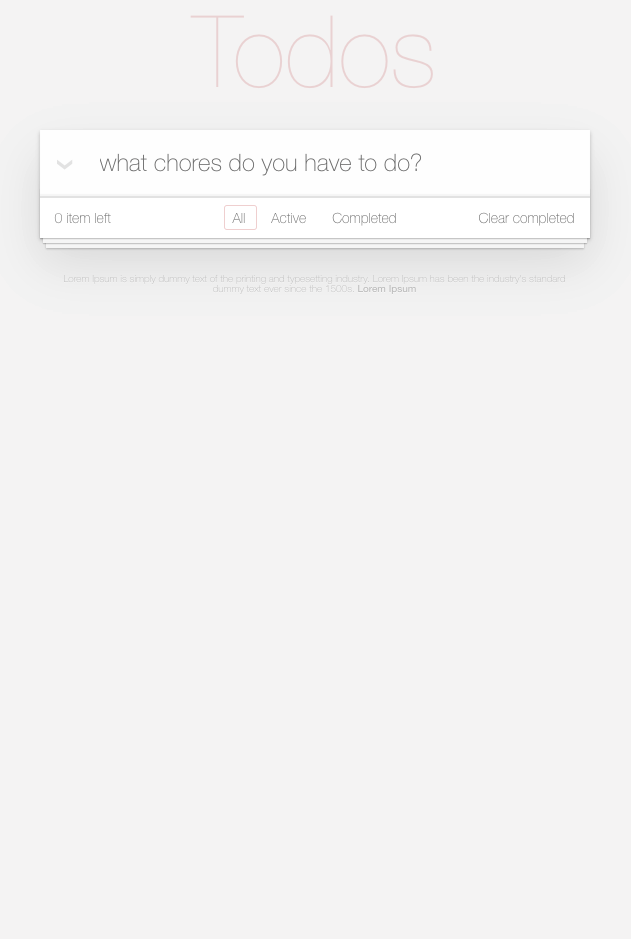 Todos
what chores do you have to do?
0 item left All Active Completed Clear completed
Lorem Ipsum is simply dummy text of the printing and typesetting industry. Lorem Ipsum has been the industry's standard
dummy text ever since the 1500s. Lorem Ipsum